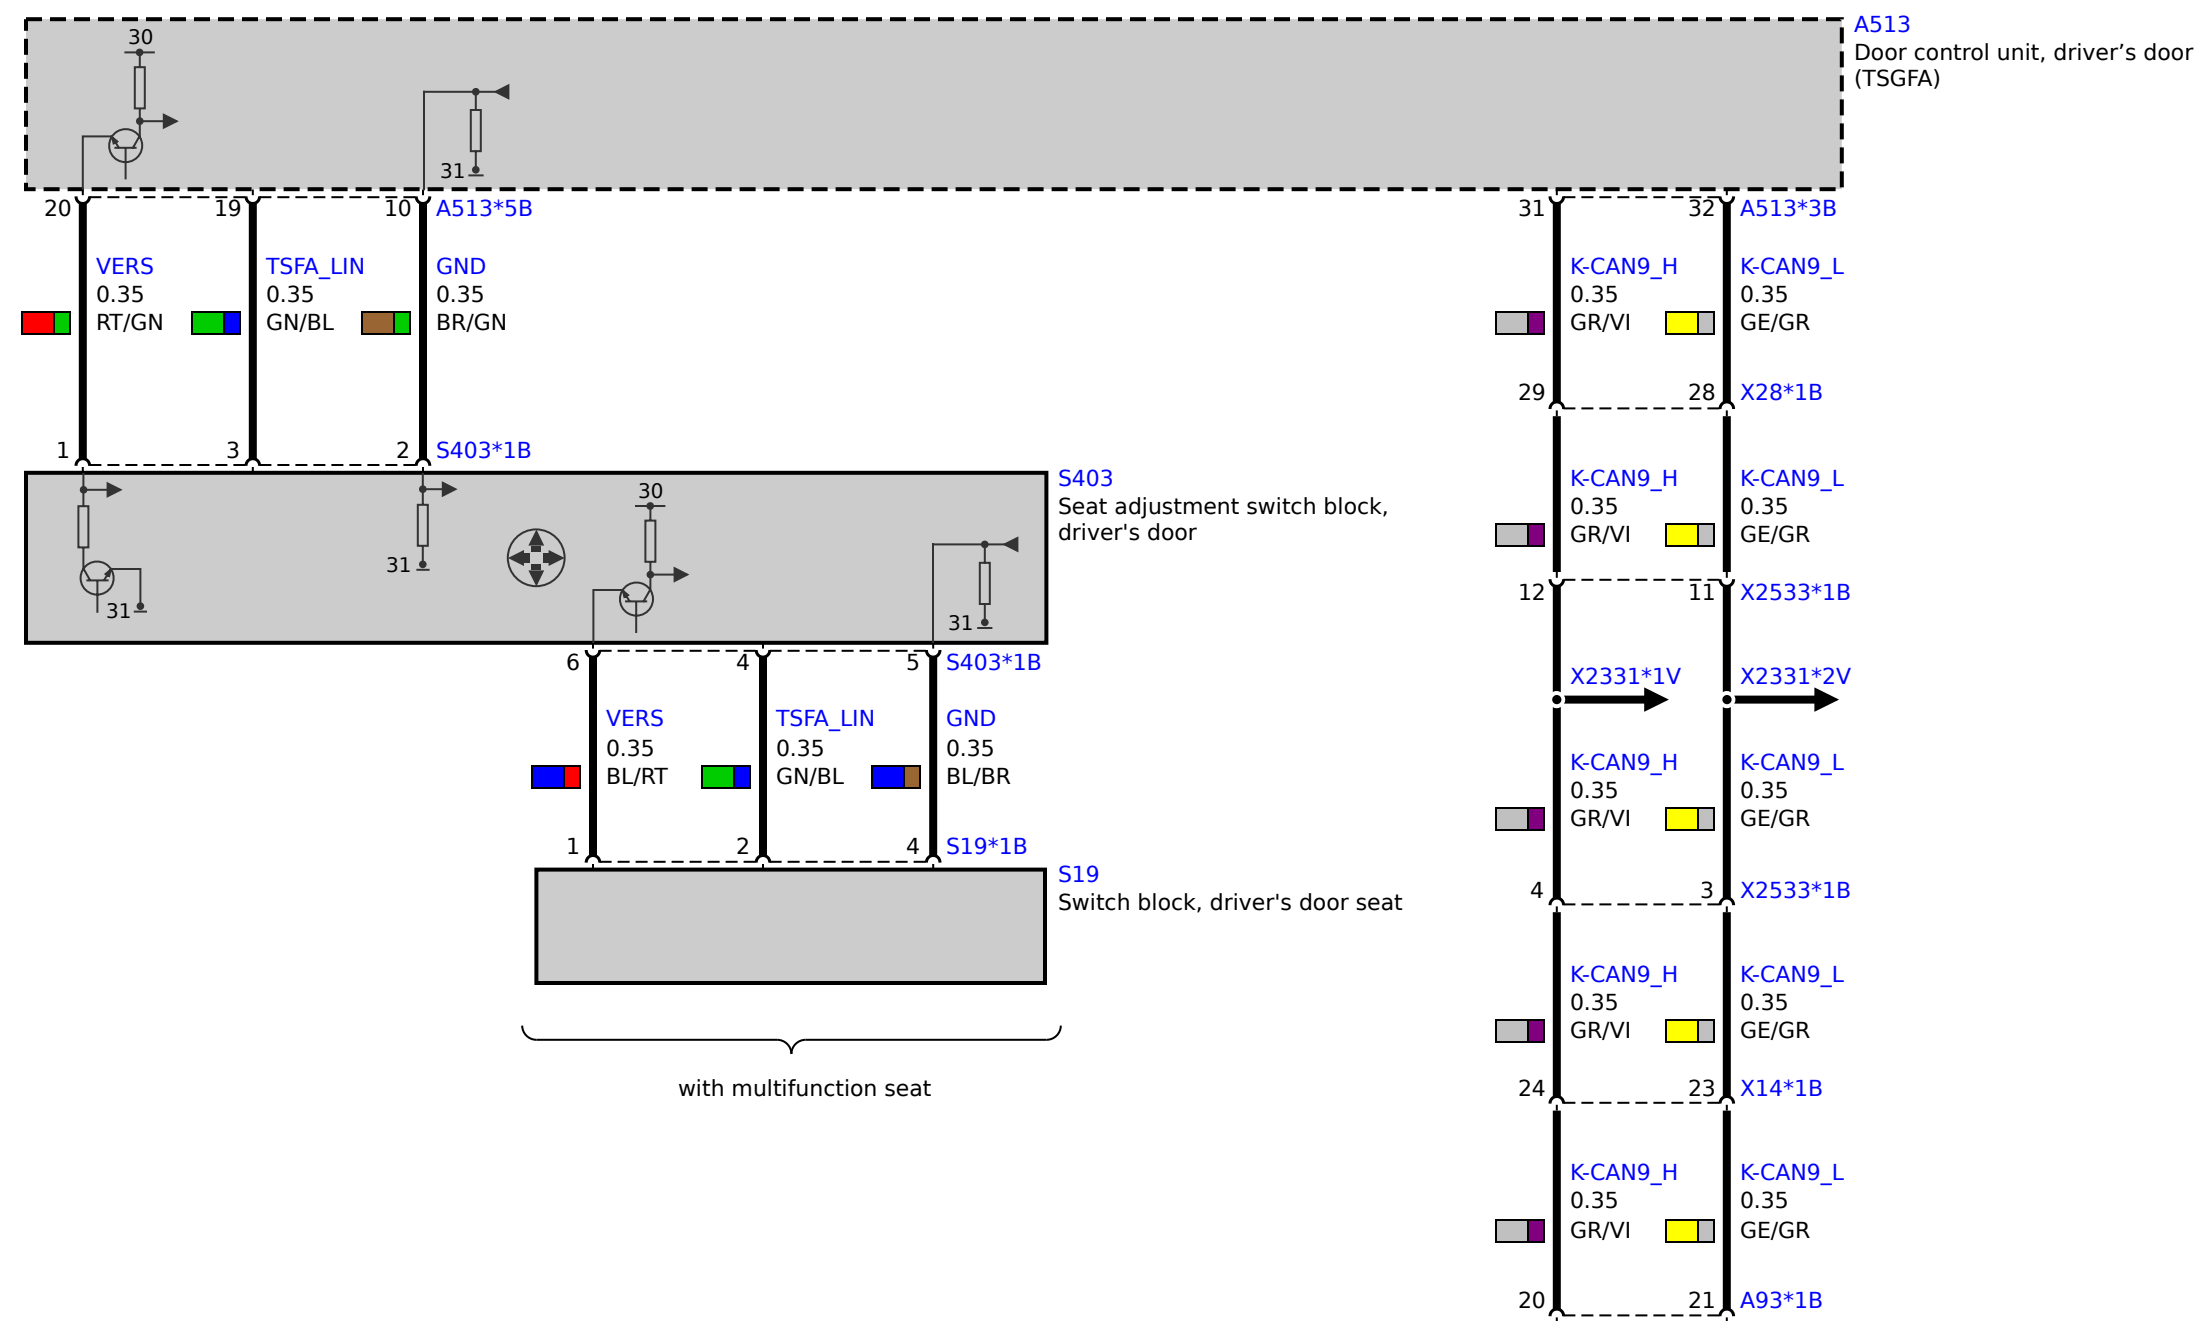 A513
Door control unit, driver’s door
(TSGFA)
30
31
20 19 10 A513*5B
31 32 A513*3B
VERS TSFA_LIN GND
0.35 0.35 0.35
RT/GN GN/BL BR/GN
K-CAN9_H K-CAN9_L
0.35 0.35
GR/VI GE/GR
29 28 X28*1B
1 3 2 S403*1B
S403
Seat adjustment switch block,
driver's door
30
31
31
31
K-CAN9_H K-CAN9_L
0.35 0.35
GR/VI GE/GR
12 11 X2533*1B
6 4 5 S403*1B
X2331*1V X2331*2V
VERS TSFA_LIN GND
0.35 0.35 0.35
BL/RT GN/BL BL/BR
K-CAN9_H K-CAN9_L
0.35 0.35
GR/VI GE/GR
1 2 4 S19*1B
S19
Switch block, driver's door seat
4 3 X2533*1B
K-CAN9_H K-CAN9_L
0.35 0.35
GR/VI GE/GR
with multifunction seat
24 23 X14*1B
K-CAN9_H K-CAN9_L
0.35 0.35
GR/VI GE/GR
20 21 A93*1B